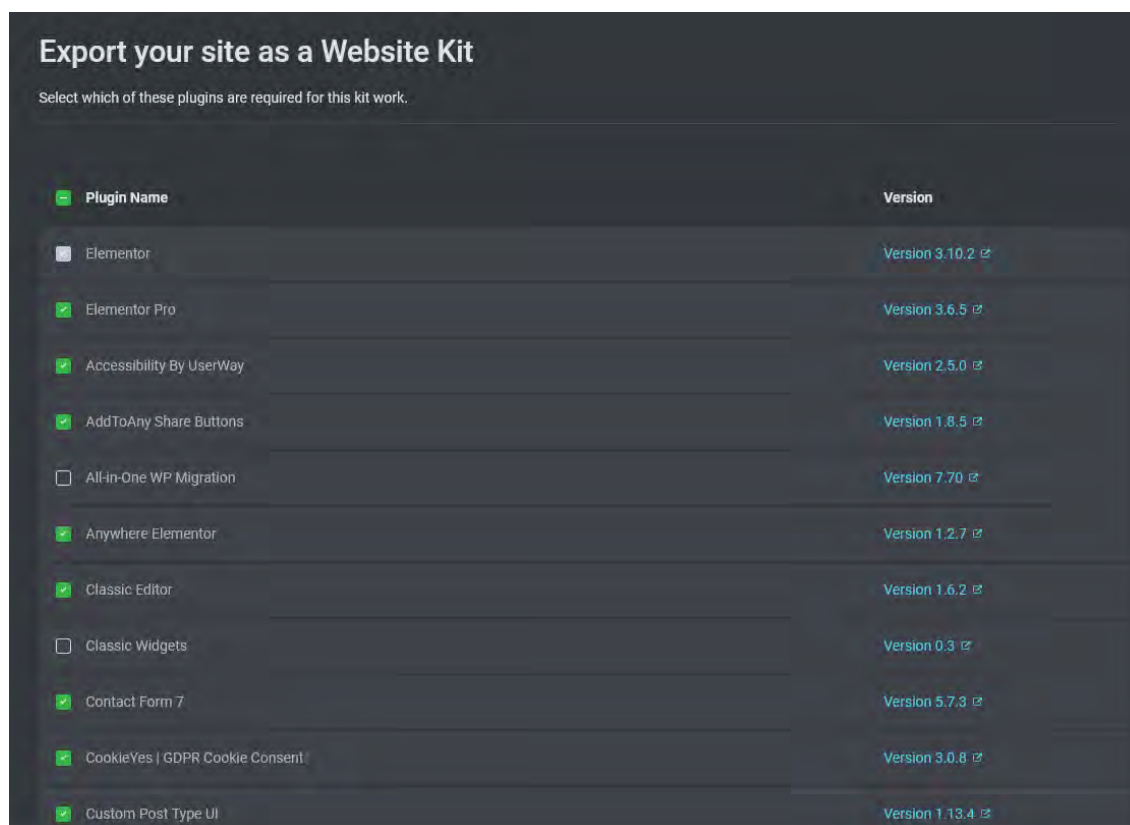 Export your site as a Website Kit
Select which of these plugins are required for this kit work.
Plugin Name Version
Elementor Version 3.10.2
Elementor Pro Version 3.6.5
Accessibility By UserWay Version 2.5.0
AddToAny Share Buttons Version 1.8.5
All-in-One WP Migration Version 7.70
Anywhere Elementor Version 1.2.7
Classic Editor Version 1.6.2
Classic Widgets Version 0.3
Contact Form 7 Version 5.7.3
CookieYes | GDPR Cookie Consent Version 3.0.8
Custom Post Type UI Version 1.13.4